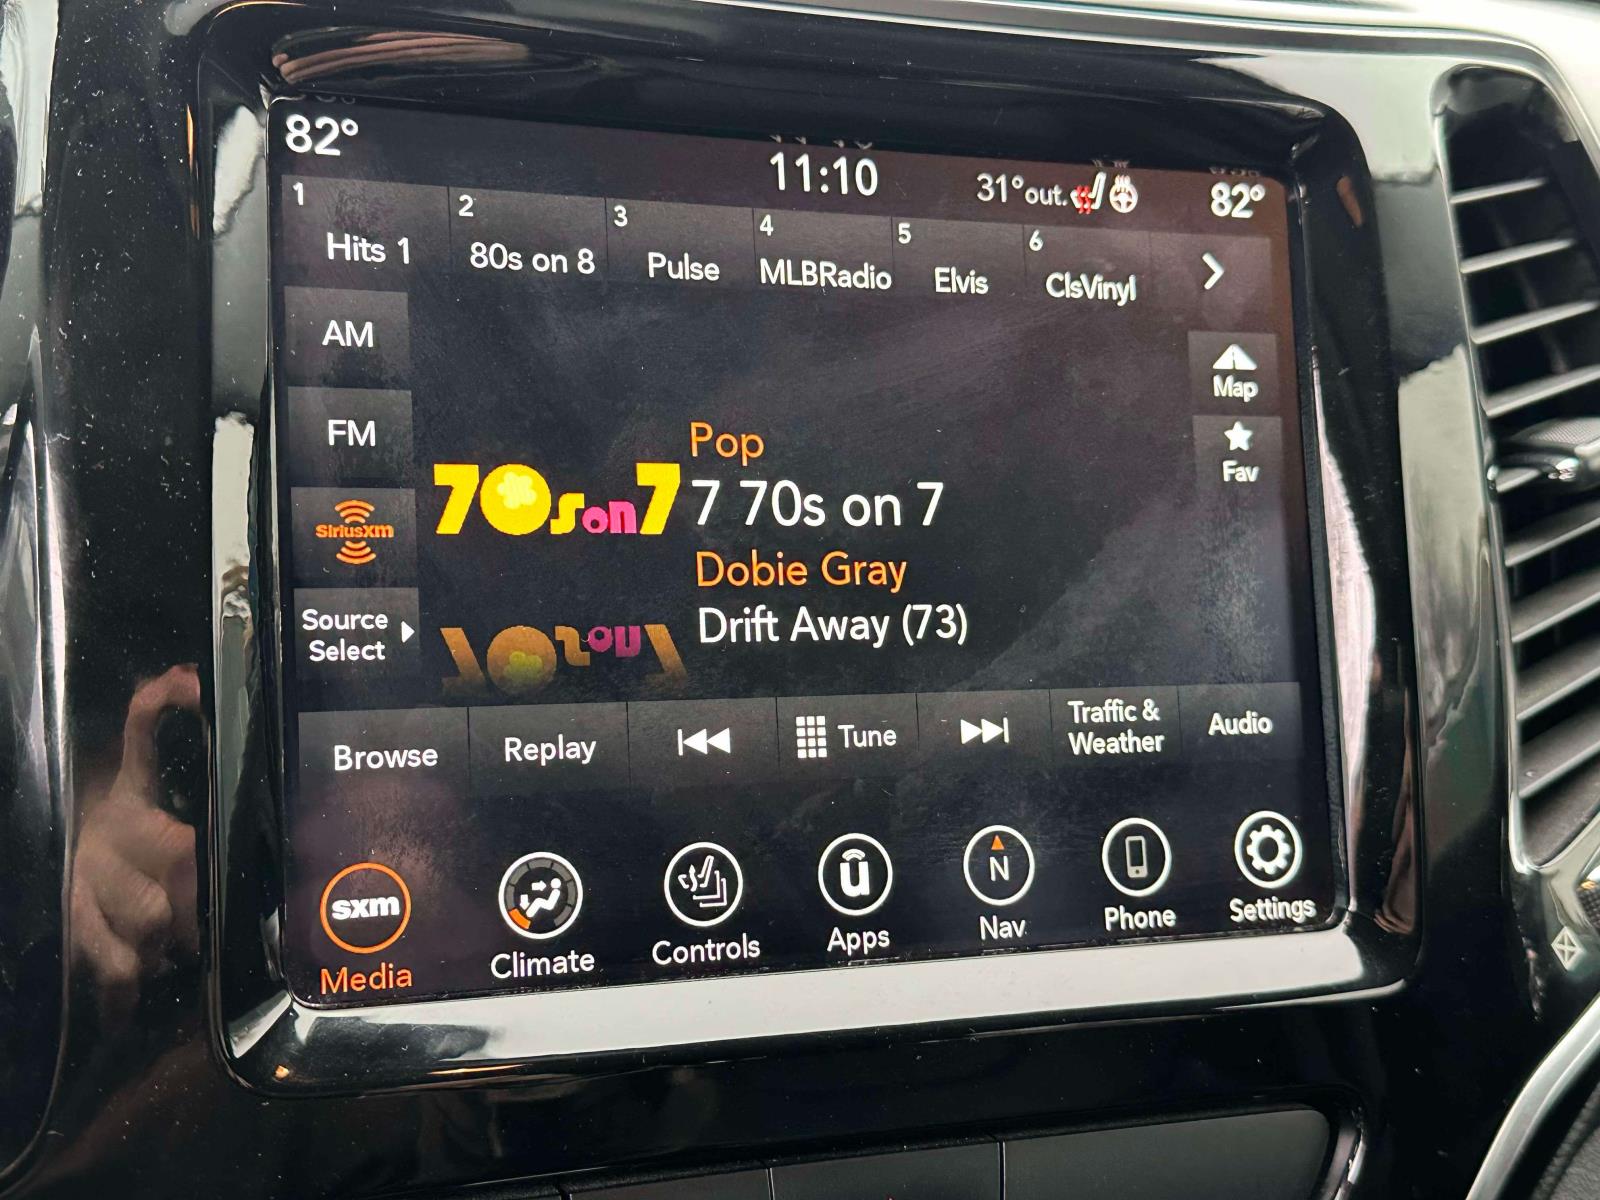 82° 11:10 31°out. 82°
1 2 3 4 5 6
Hits 1 80s on 8 Pulse MLBRadio Elvis ClsVinyl
AM
Map
FM
Fav
Pop
70s on 7
7 70s on 7
SiriusXM
Dobie Gray
Drift Away (73)
Source
Select
Browse Replay Tune Traffic &
Weather Audio
sxm
Media
Climate
Controls
u
Apps
N
Nav
Phone
Settings